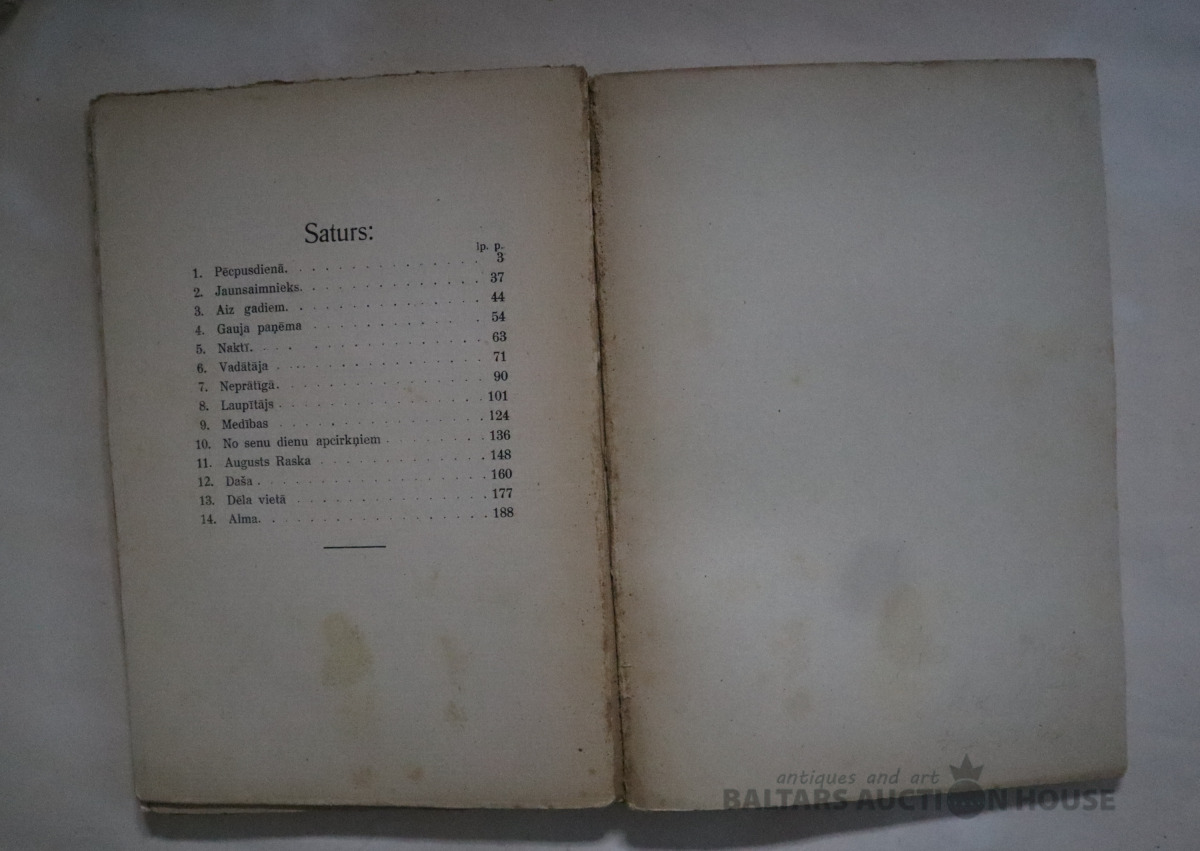 Saturs:
lp. p.
1. Pēcpusdienā. . . . . . . . . . . . . . . 3
2. Jaunsaimnieks. . . . . . . . . . . . . . 37
3. Aiz gadiem. . . . . . . . . . . . . . . 44
4. Gauja paņēma . . . . . . . . . . . . 54
5. Naktī. . . . . . . . . . . . . . . . 63
6. Vadātāja . . . . . . . . . . . . . . . 71
7. Neprātīgā. . . . . . . . . . . . . . . 90
8. Laupītājs . . . . . . . . . . . . . . . 101
9. Medības . . . . . . . . . . . . . . . 124
10. No senu dienu apcirkņiem . . . . . . . . 136
11. Augusts Raska . . . . . . . . . . . . . 148
12. Daša . . . . . . . . . . . . . . . . 160
13. Dēla vietā . . . . . . . . . . . . . . 177
14. Alma. . . . . . . . . . . . . . . . . 188
antiques and art
BALTARS AUCTION HOUSE